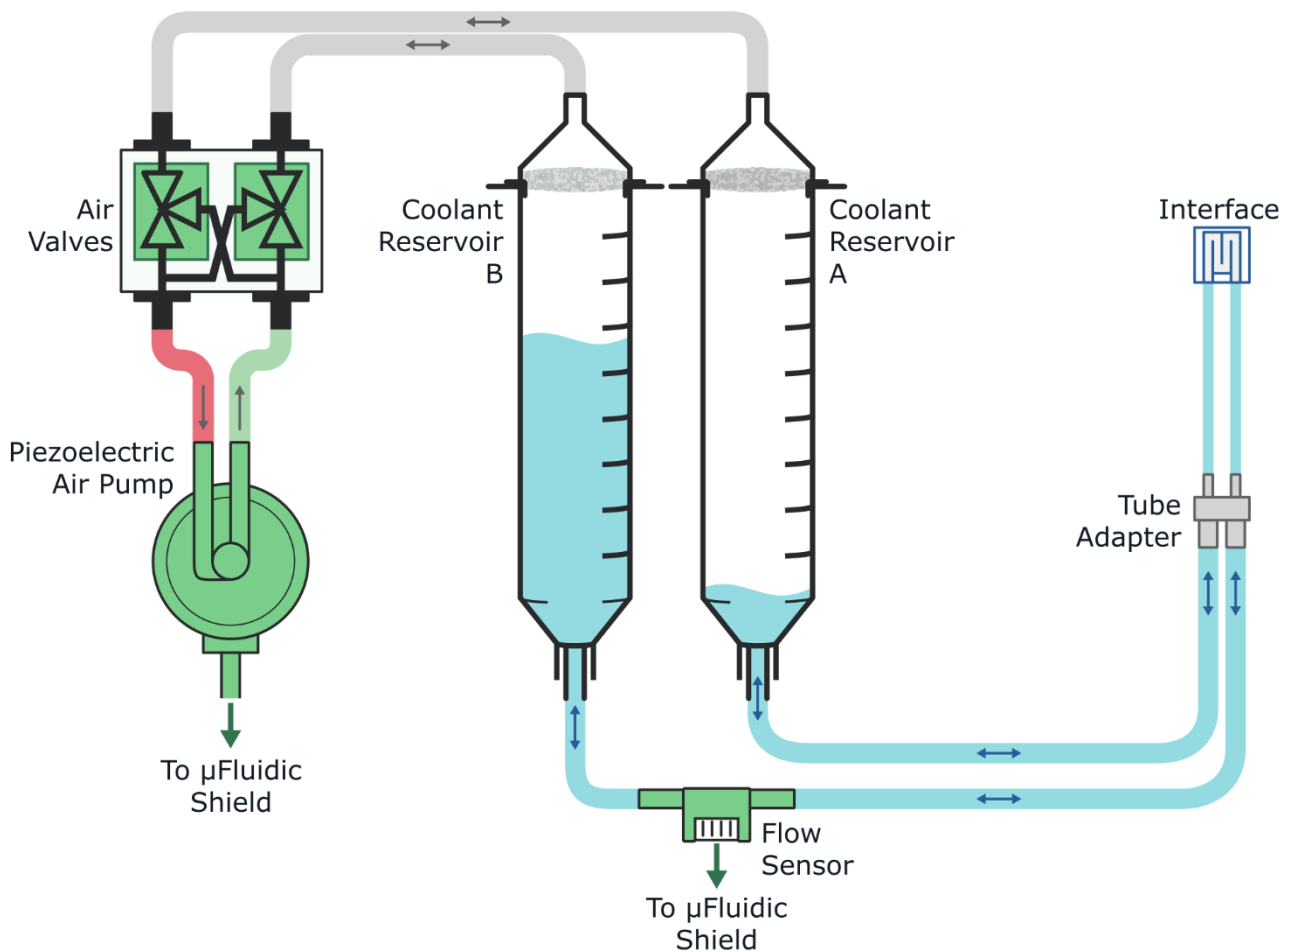 Air
Valves
Coolant
Reservoir
B
Coolant
Reservoir
A
Interface
Piezoelectric
Air Pump
Tube
Adapter
To µFluidic
Shield
Flow
Sensor
To µFluidic
Shield